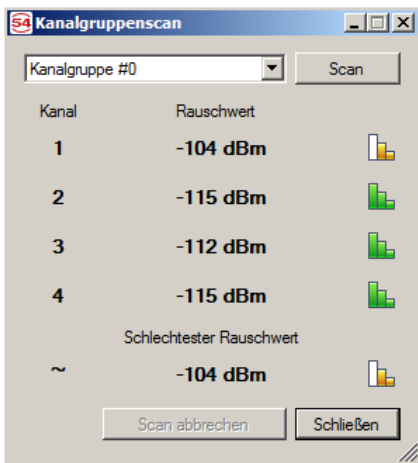 54 Kanalgruppenscan
Kanalgruppe #0 Scan
Kanal Rauschwert
1 -104 dBm
2 -115 dBm
3 -112 dBm
4 -115 dBm
Schlechtester Rauschwert
~ -104 dBm
Scan abbrechen Schließen